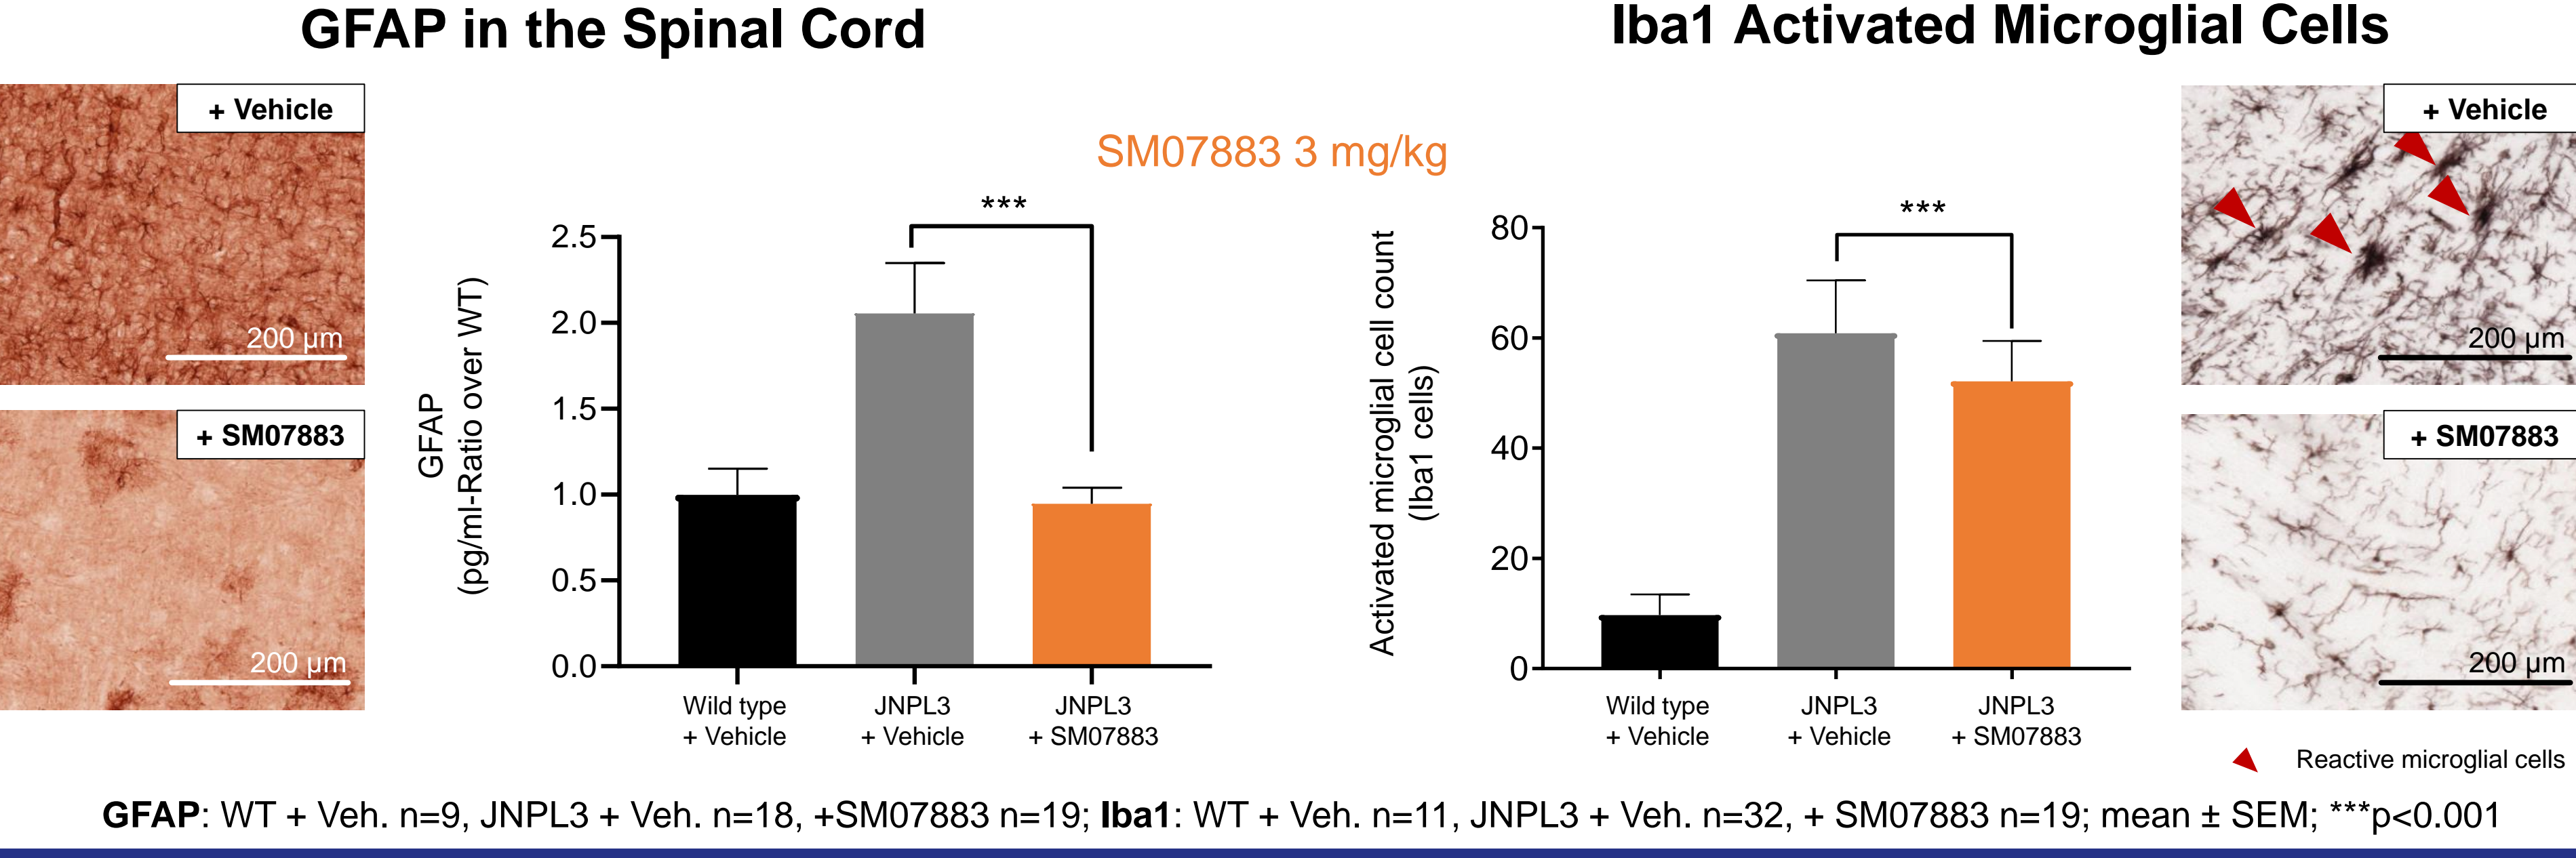 GFAP in the Spinal Cord
Iba1 Activated Microglial Cells
+ Vehicle
200 µm
+ SM07883
200 µm
SM07883 3 mg/kg
GFAP
(pg/ml-Ratio over WT)
2.5
2.0
1.5
1.0
0.5
0.0
***
Wild type
+ Vehicle
JNPL3
+ Vehicle
JNPL3
+ SM07883
Activated microglial cell count
(Iba1 cells)
80
60
40
20
0
***
Wild type
+ Vehicle
JNPL3
+ Vehicle
JNPL3
+ SM07883
+ Vehicle
200 µm
+ SM07883
200 µm
Reactive microglial cells
GFAP: WT + Veh. n=9, JNPL3 + Veh. n=18, +SM07883 n=19; Iba1: WT + Veh. n=11, JNPL3 + Veh. n=32, + SM07883 n=19; mean ± SEM; ***p<0.001